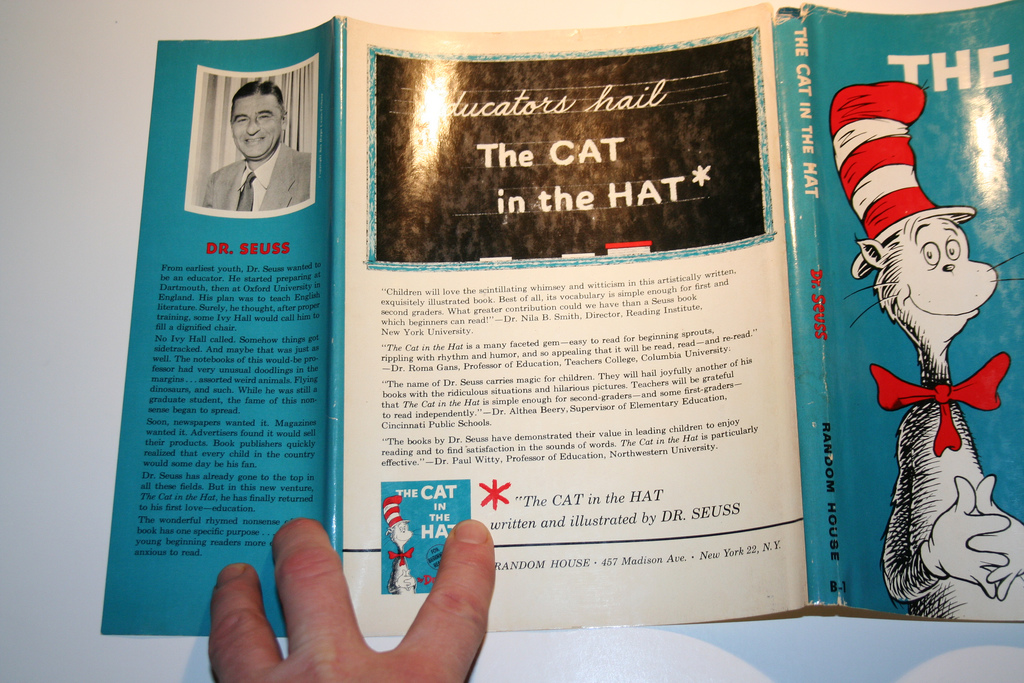 DR. SEUSS
From earliest youth, Dr. Seuss wanted to
be an educator. He started preparing at
Dartmouth, then at Oxford University in
England. His plan was to teach English
literature. Surely, he thought, after proper
training, some Ivy Hall would call him to
fill a dignified chair.
No Ivy Hall called. Somehow things got
sidetracked. And maybe that was just as
well. The notebooks of this would-be pro-
fessor had very unusual doodlings in the
margins . . . assorted weird animals. Flying
dinosaurs, and such. While he was still a
graduate student, the fame of this non-
sense began to spread.
Soon, newspapers wanted it. Magazines
wanted it. Advertisers found it would sell
their products. Book publishers quickly
realized that every child in the country
would some day be his fan.
Dr. Seuss has already gone to the top in
all these fields. But in this new venture,
The Cat in the Hat, he has finally returned
to his first love—education.
The wonderful rhymed nonsense
book has one specific purpose . . .
young beginning readers more
anxious to read.
ducators hail
The CAT
in the HAT*
"Children will love the scintillating whimsey and witticism in this artistically written,
exquisitely illustrated book. Best of all, its vocabulary is simple enough for first and
second graders. What greater contribution could we have than a Seuss book
which beginners can read!"—Dr. Nila B. Smith, Director, Reading Institute,
New York University.
"The Cat in the Hat is a many faceted gem—easy to read for beginning sprouts,
rippling with rhythm and humor, and so appealing that it will be read, read—and re-read."
—Dr. Roma Gans, Professor of Education, Teachers College, Columbia University.
"The name of Dr. Seuss carries magic for children. They will hail joyfully another of his
books with the ridiculous situations and hilarious pictures. Teachers will be grateful
that The Cat in the Hat is simple enough for second-graders—and some first-graders—
to read independently."—Dr. Althea Beery, Supervisor of Elementary Education,
Cincinnati Public Schools.
"The books by Dr. Seuss have demonstrated their value in leading children to enjoy
reading and to find satisfaction in the sounds of words. The Cat in the Hat is particularly
effective."—Dr. Paul Witty, Professor of Education, Northwestern University.
THE CAT
IN
THE
HA
*"The CAT in the HAT
written and illustrated by DR. SEUSS
RANDOM HOUSE · 457 Madison Ave. · New York 22, N.Y.
THE CAT IN THE HAT
Dr. Seuss
RANDOM HOUSE
B-1
THE